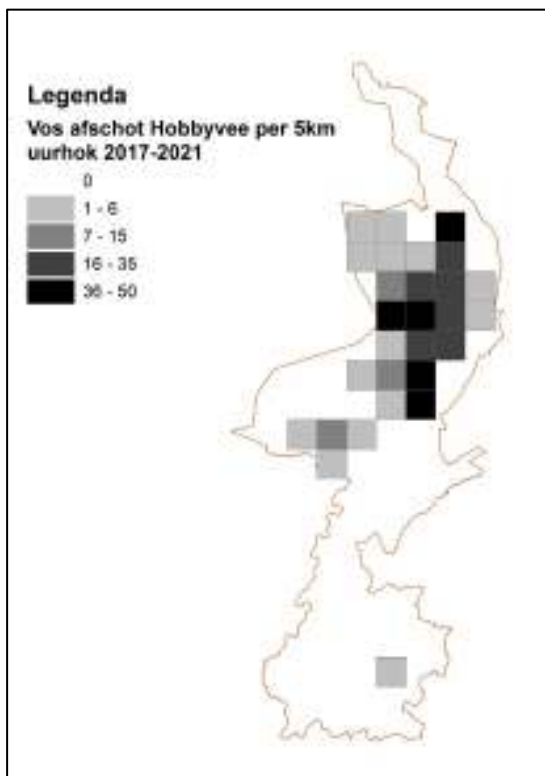 Legenda
Vos afschot Hobbyvee per 5km
uurhok 2017-2021
0
1 - 6
7 - 15
16 - 35
36 - 50